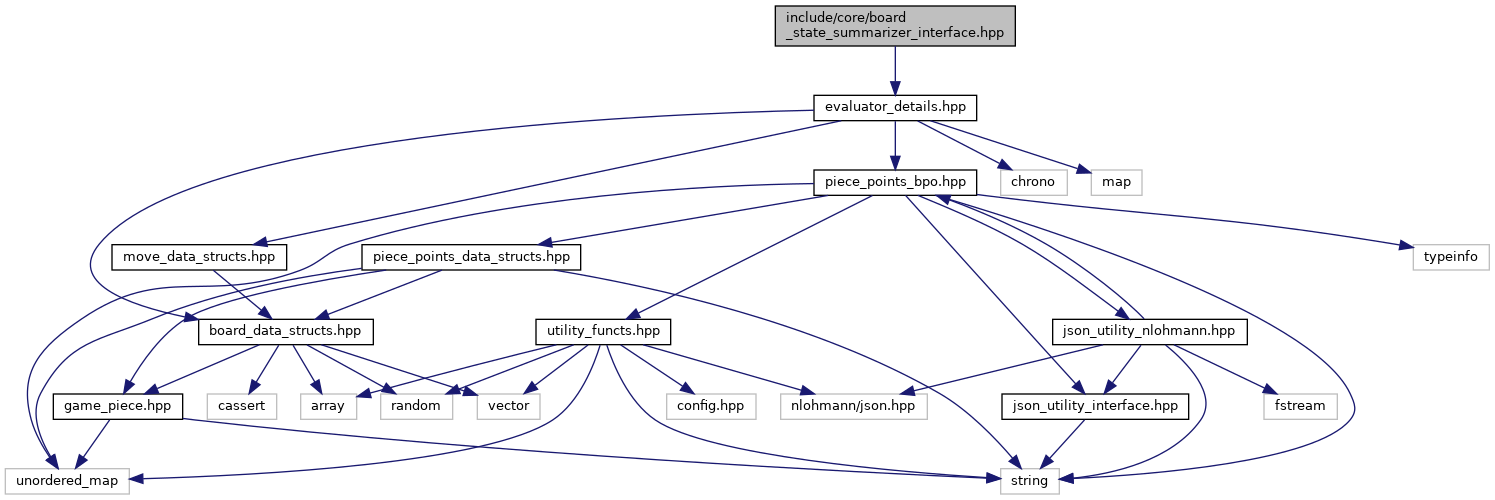 include/core/board
_state_summarizer_interface.hpp
evaluator_details.hpp
piece_points_bpo.hpp
chrono
map
move_data_structs.hpp
piece_points_data_structs.hpp
typeinfo
board_data_structs.hpp
utility_functs.hpp
json_utility_nlohmann.hpp
game_piece.hpp
cassert
array
random
vector
config.hpp
nlohmann/json.hpp
json_utility_interface.hpp
fstream
unordered_map
string